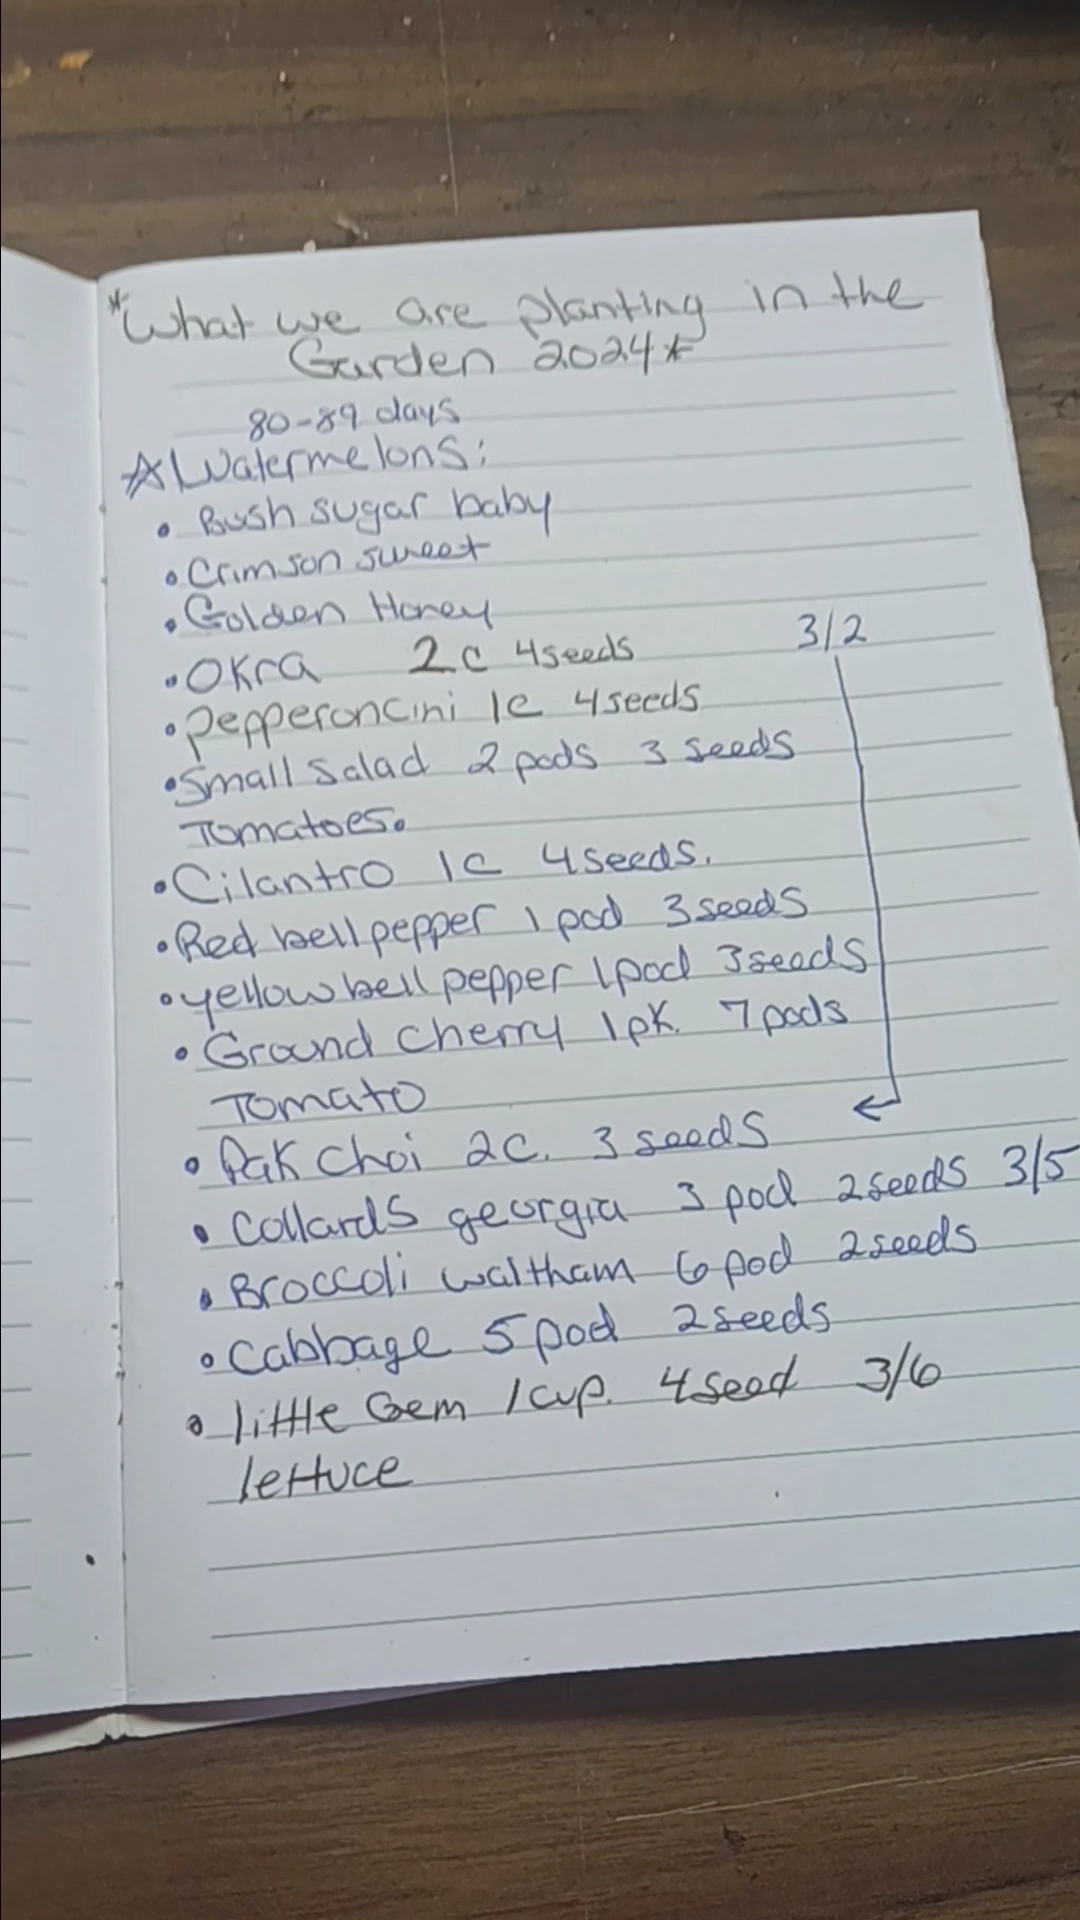 *What we are planting in the
Garden 2024*
80-89 days
☆Watermelons:
• Bush sugar baby
• Crimson sweet
• Golden Honey
• Okra 2c 4seeds 3/2
• pepperoncini 1c 4seeds
• Small Salad 2 pods 3 seeds
Tomatoes.
• Cilantro 1c 4seeds.
• Red bell pepper 1 pod 3seeds
• yellow bell pepper 1pod 3seeds
• Ground cherry 1pk. 7pods
Tomato
• Pak choi 2c. 3 seeds
• Collards georgia 3 pod 2seeds 3/5
• Broccoli waltham 6 pod 2seeds
• Cabbage 5pod 2seeds
• little Gem 1cup. 4seed 3/6
lettuce